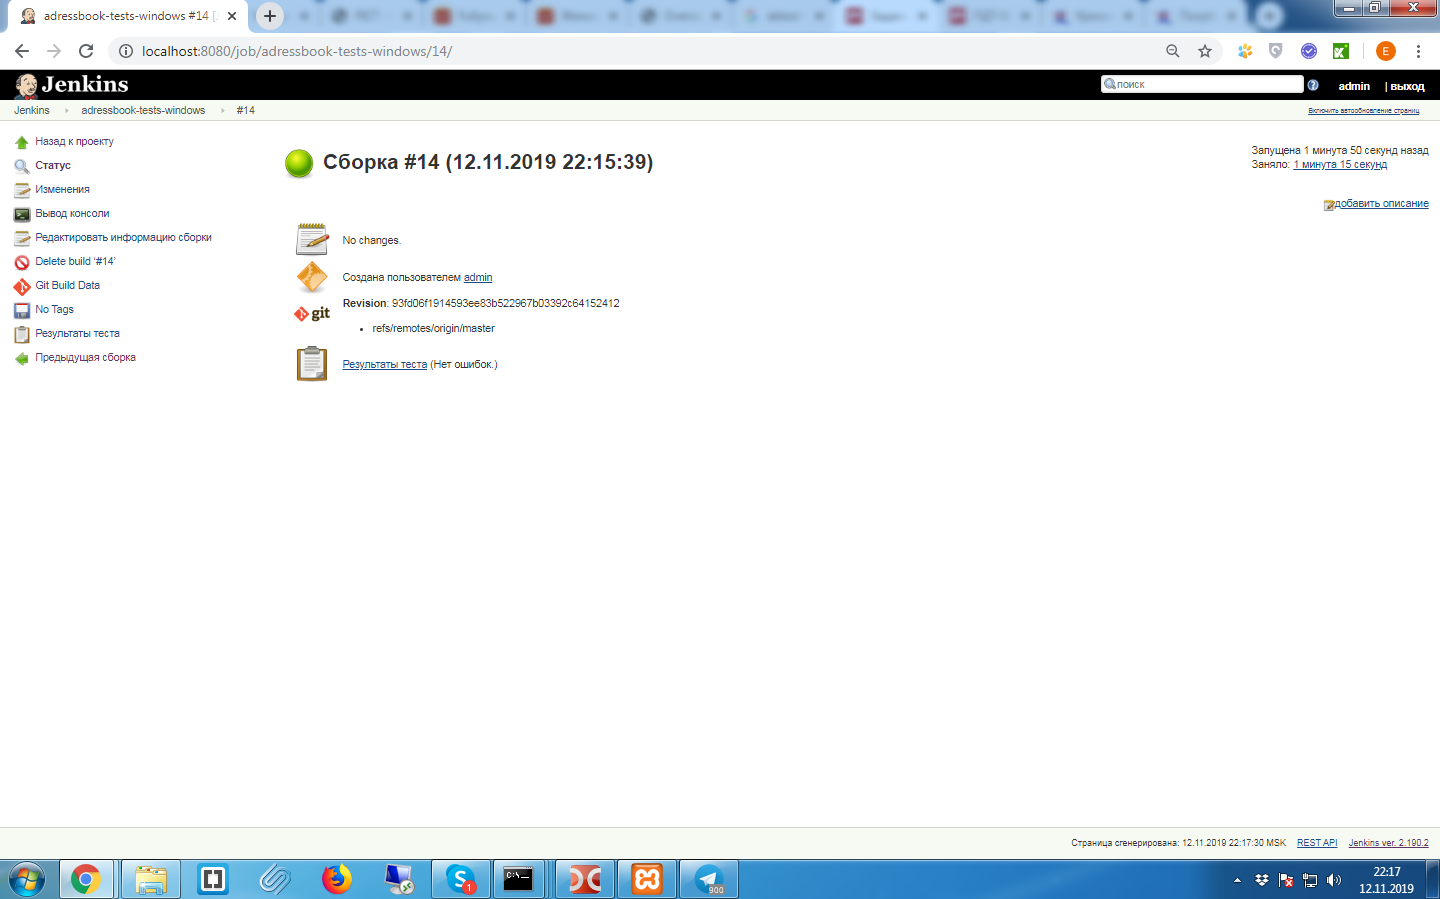 adressbook-tests-windows #14 [
localhost:8080/job/adressbook-tests-windows/14/
E
Jenkins
поиск
admin
| выход
Jenkins
adressbook-tests-windows
#14
Включить автообновление страниц
Назад к проекту
Статус
Изменения
Вывод консоли
Редактировать информацию сборки
Delete build ‘#14’
Git Build Data
No Tags
Результаты теста
Предыдущая сборка
Сборка #14 (12.11.2019 22:15:39)
Запущена 1 минута 50 секунд назад
Заняло: 1 минута 15 секунд
добавить описание
No changes.
Создана пользователем admin
git
Revision: 93fd06f1914593ee83b522967b03392c64152412
refs/remotes/origin/master
Результаты теста (Нет ошибок.)
Страница сгенерирована: 12.11.2019 22:17:30 MSK
REST API
Jenkins ver. 2.190.2
1
C:\_
900
22:17
12.11.2019